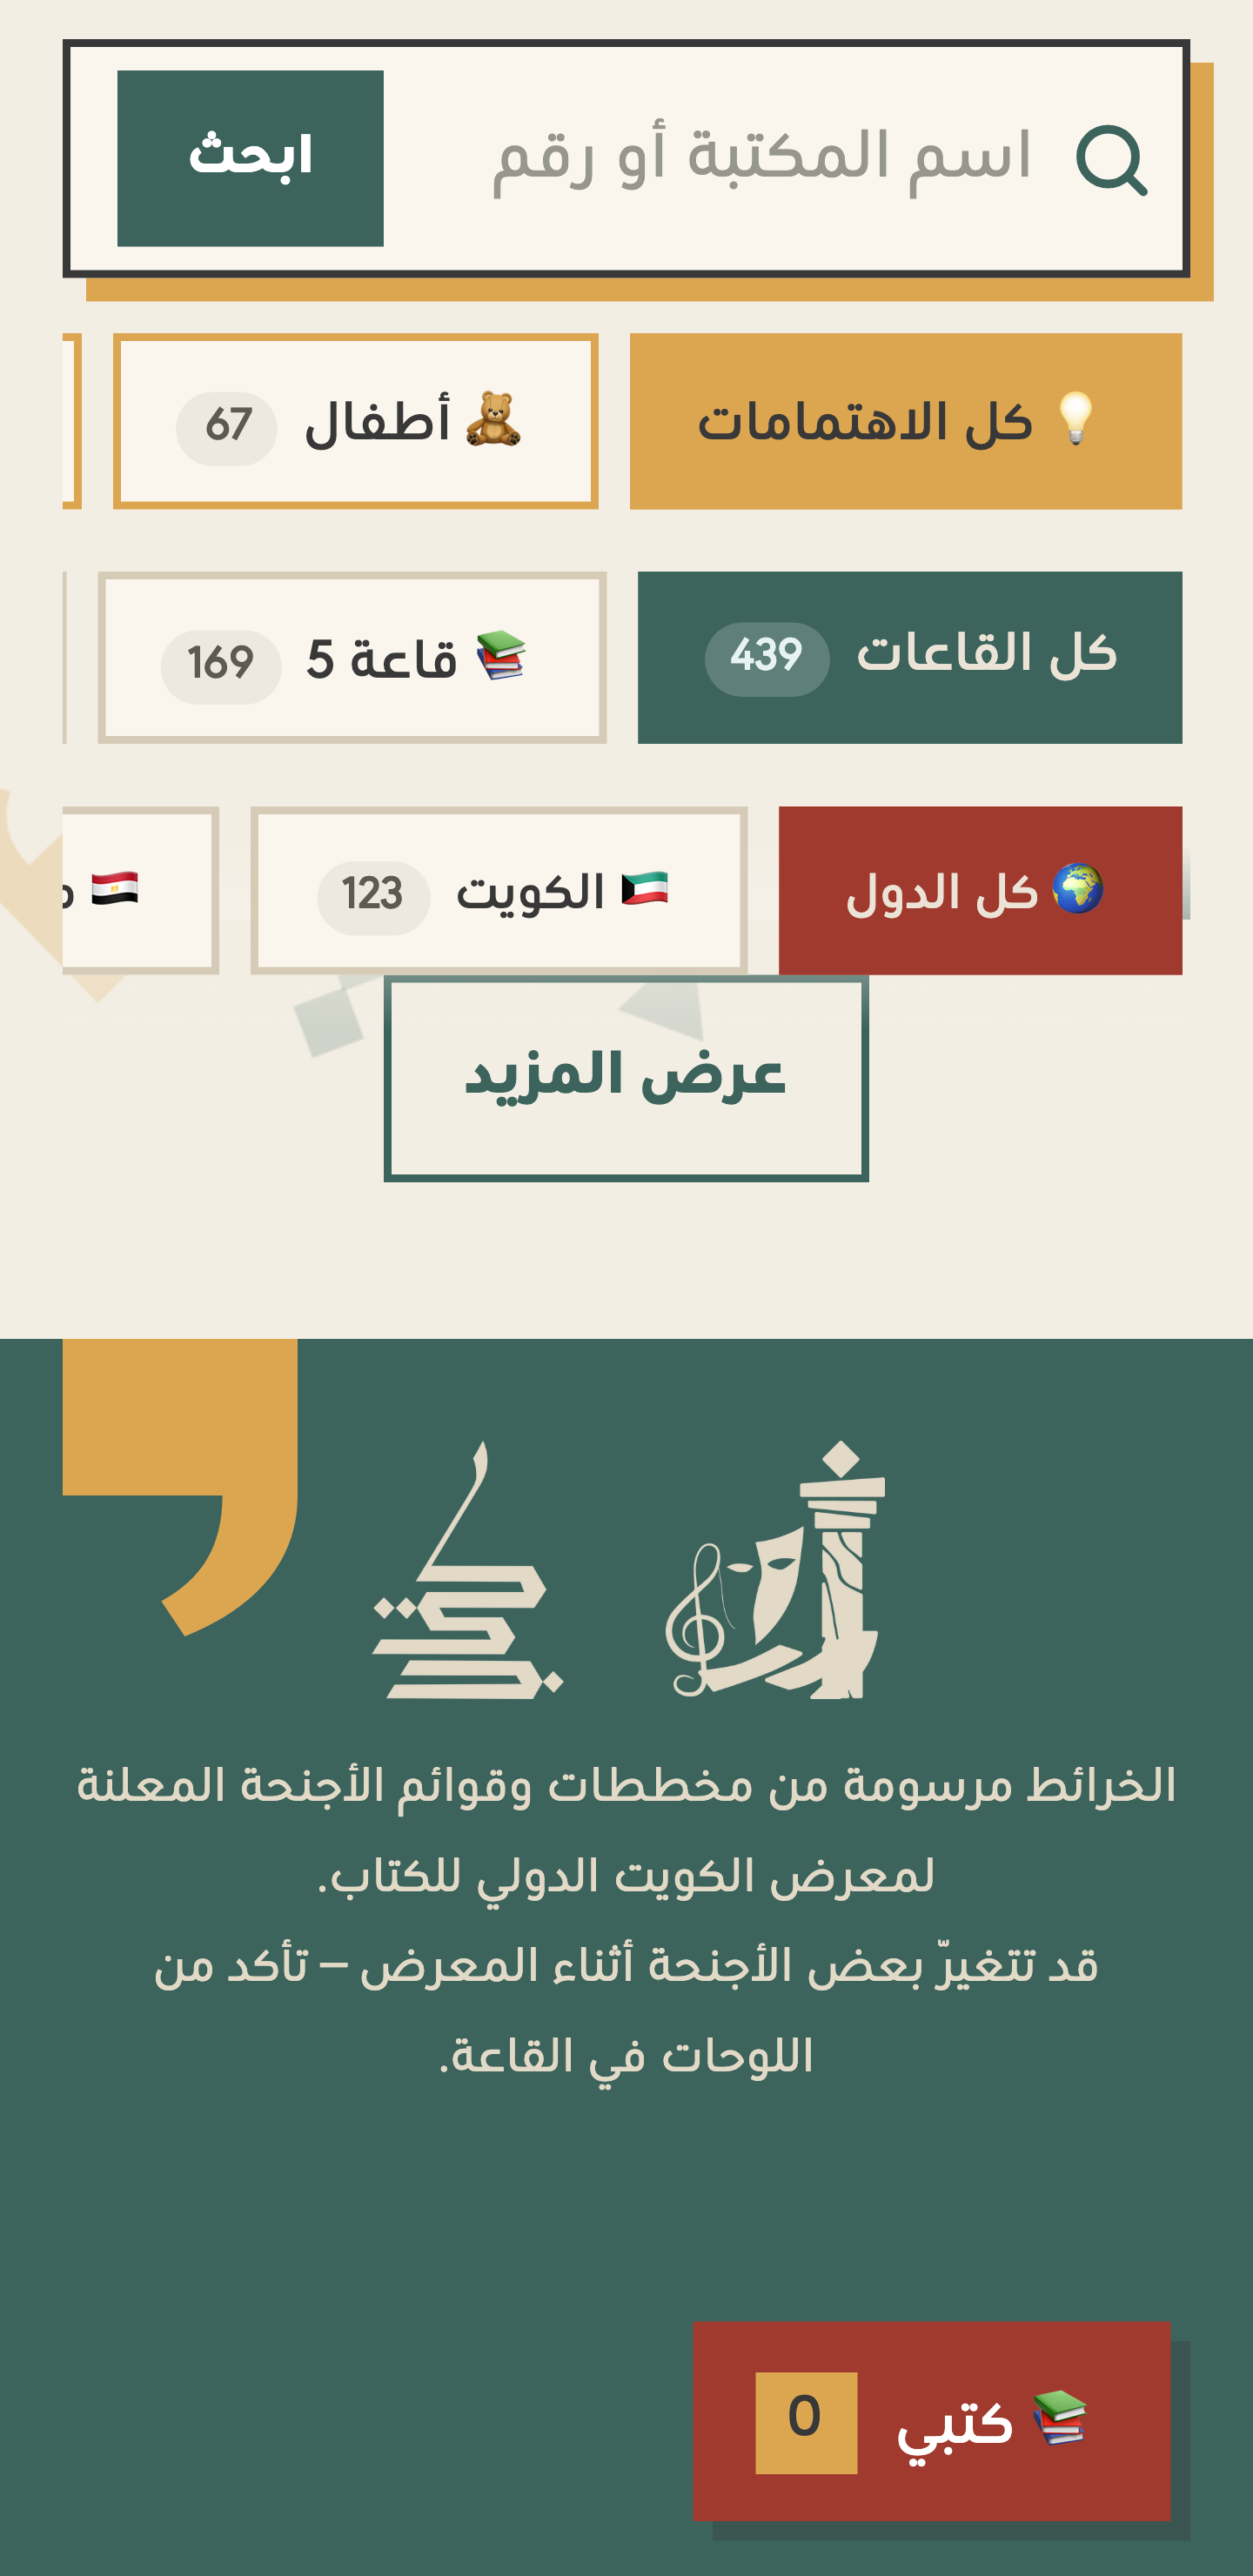 اسم المكتبة أو رقم
ابحث
كل الاهتمامات
أطفال 67
كل القاعات 439
قاعة 5 169
كل الدول
الكويت 123
عرض المزيد
الخرائط مرسومة من مخططات وقوائم الأجنحة المعلنة
لمعرض الكويت الدولي للكتاب.
قد تتغيّر بعض الأجنحة أثناء المعرض — تأكد من
اللوحات في القاعة.
كتبي 0